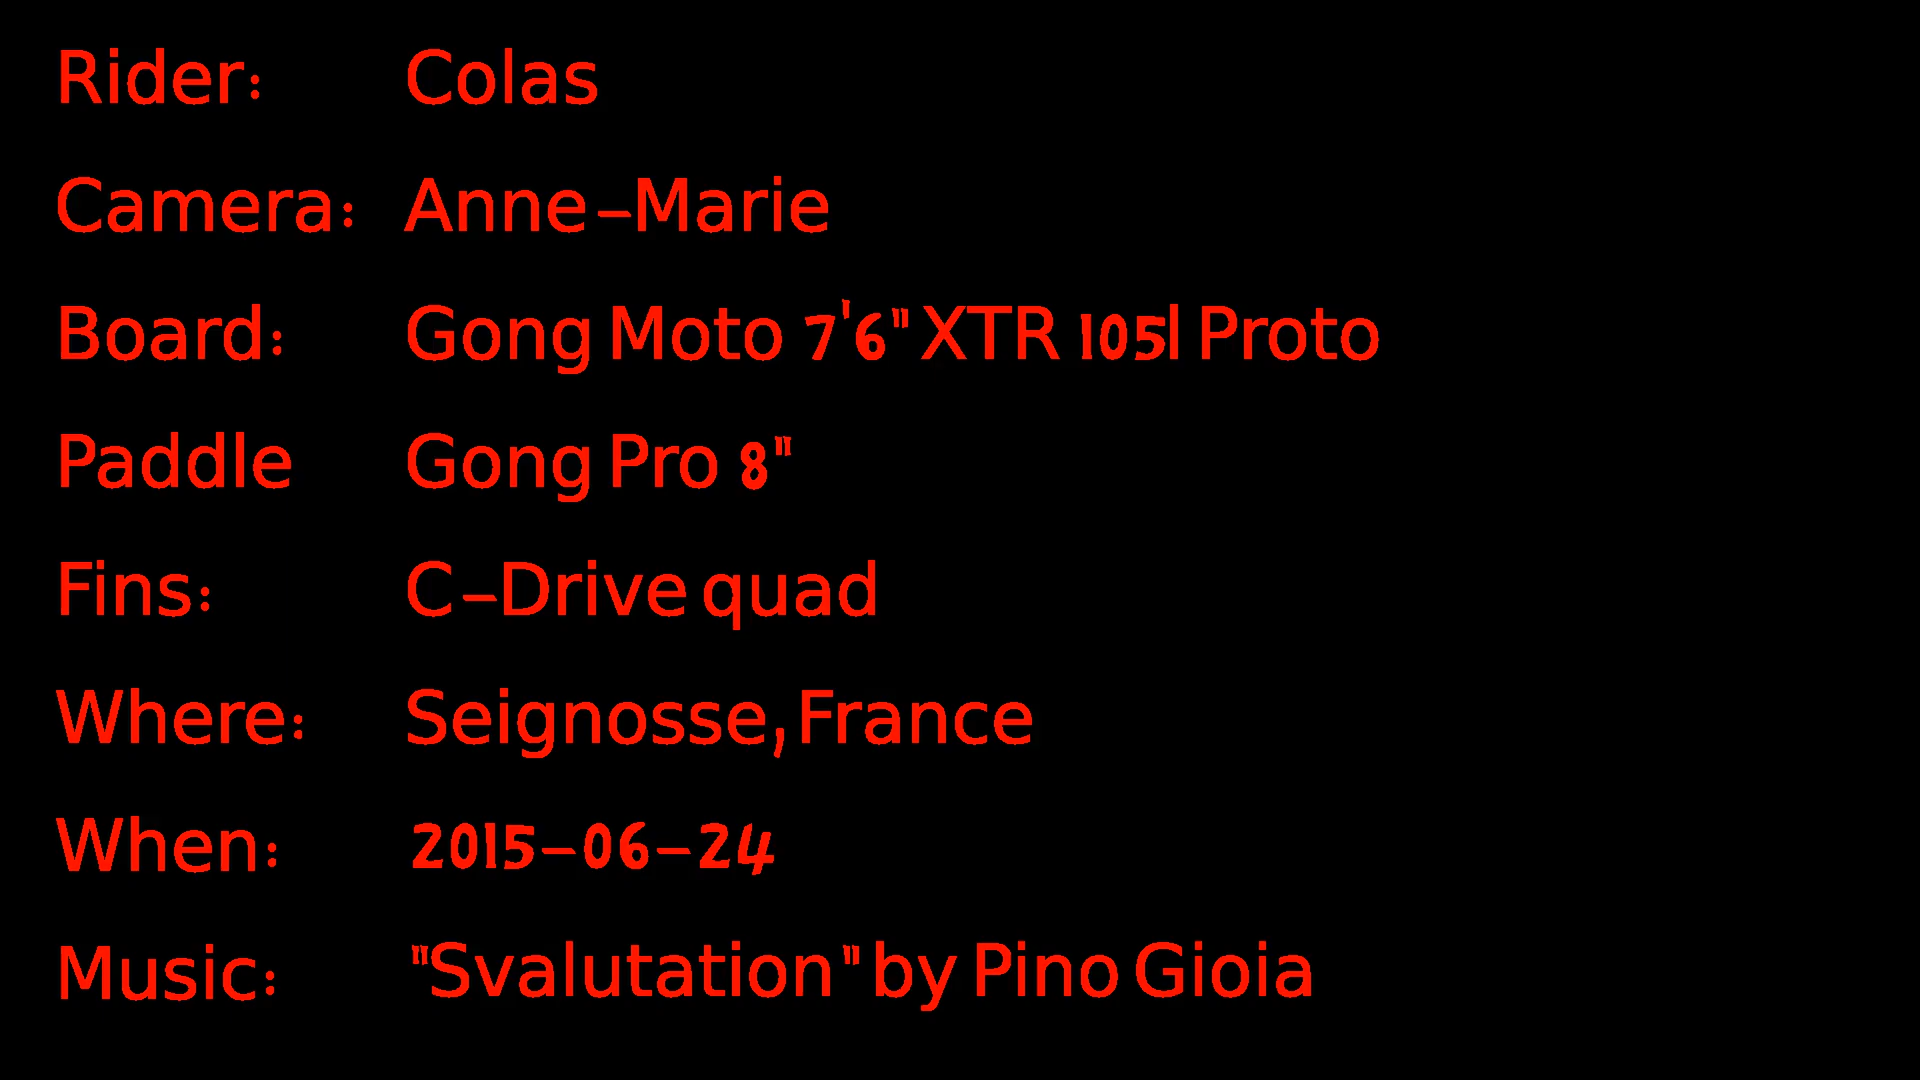 Rider: Colas
Camera: Anne-Marie
Board: Gong Moto 7'6" XTR 105l Proto
Paddle Gong Pro 8"
Fins: C-Drive quad
Where: Seignosse, France
When: 2015-06-24
Music: "Svalutation" by Pino Gioia